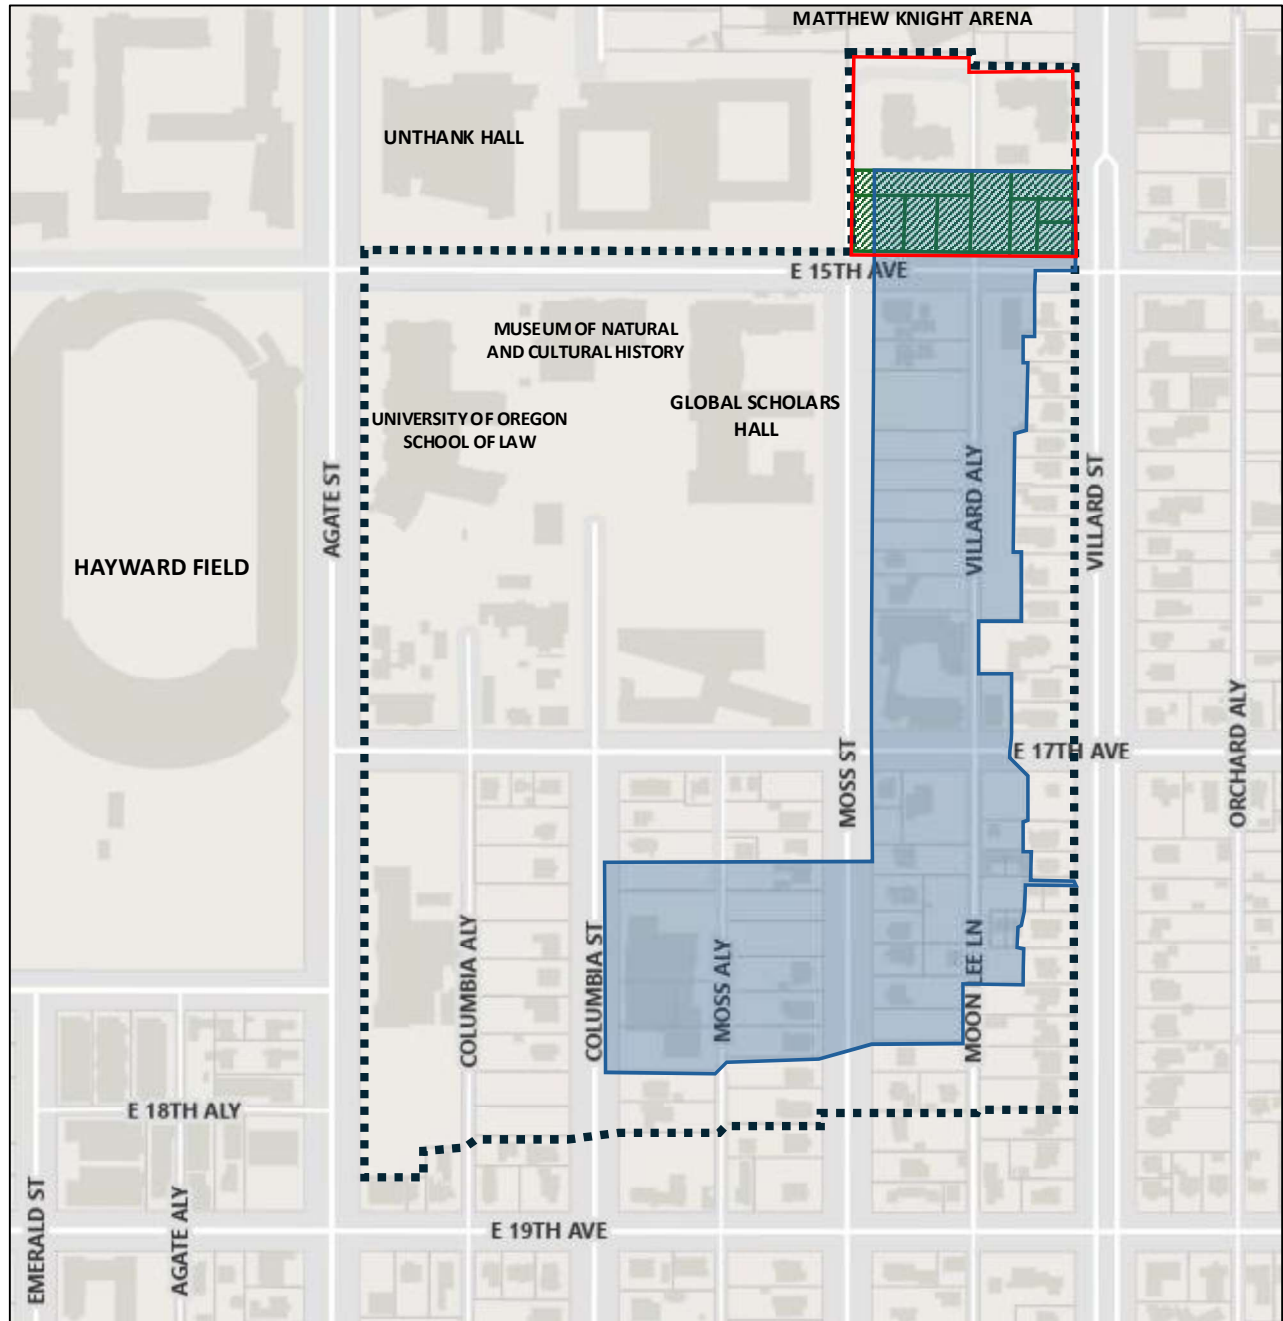 MATTHEW KNIGHT ARENA
UNTHANK HALL
E 15TH AVE
MUSEUM OF NATURAL
AND CULTURAL HISTORY
GLOBAL SCHOLARS
HALL
UNIVERSITY OF OREGON
SCHOOL OF LAW
AGATE ST
VILLARD ALY
VILLARD ST
HAYWARD FIELD
MOSS ST
E 17TH AVE
ORCHARD ALY
COLUMBIA ALY
COLUMBIA ST
MOSS ALY
MOON LEE LN
E 18TH ALY
EMERALD ST
AGATE ALY
E 19TH AVE